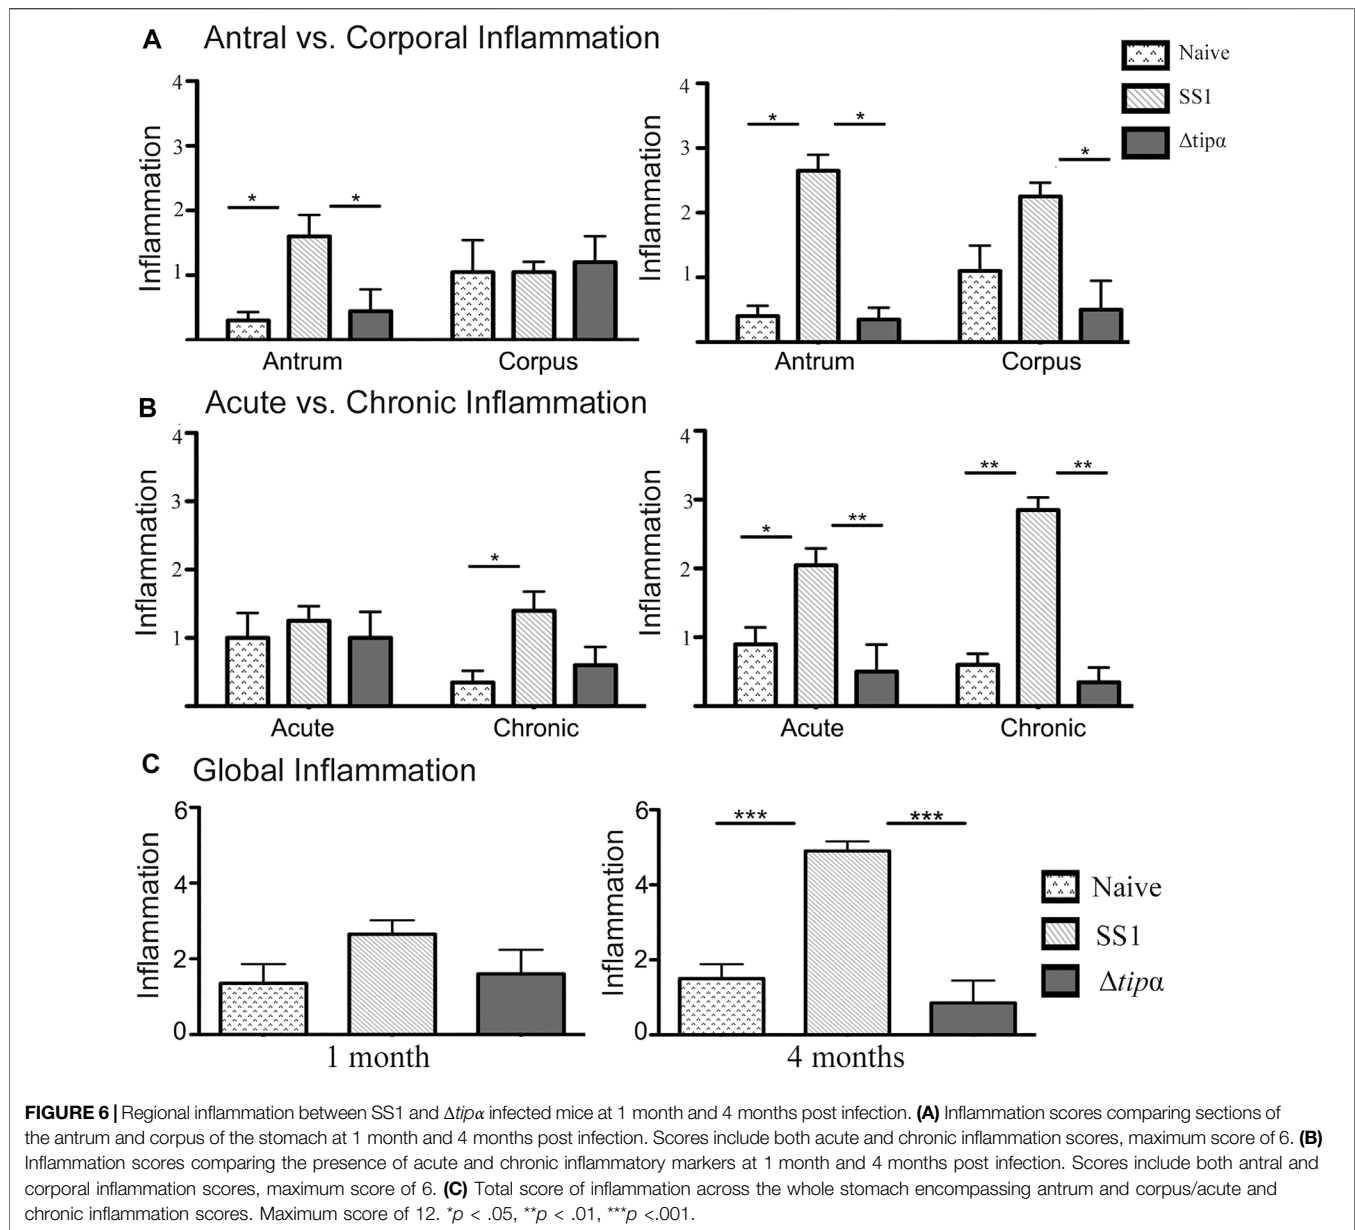 A Antral vs. Corporal Inflammation
Naive
SS1
Δtipα
Inflammation
4
3
2
1
* *
Antrum Corpus
Inflammation
4
3
2
1
* * *
Antrum Corpus
B Acute vs. Chronic Inflammation
Inflammation
4
3
2
1
*
Acute Chronic
Inflammation
4
3
2
1
* ** ** **
Acute Chronic
C Global Inflammation
Inflammation
6
4
2
0
1 month
Inflammation
6
4
2
0
*** ***
4 months
Naive
SS1
Δtipα
FIGURE 6 | Regional inflammation between SS1 and Δtipα infected mice at 1 month and 4 months post infection. (A) Inflammation scores comparing sections of
the antrum and corpus of the stomach at 1 month and 4 months post infection. Scores include both acute and chronic inflammation scores, maximum score of 6. (B)
Inflammation scores comparing the presence of acute and chronic inflammatory markers at 1 month and 4 months post infection. Scores include both antral and
corporal inflammation scores, maximum score of 6. (C) Total score of inflammation across the whole stomach encompassing antrum and corpus/acute and
chronic inflammation scores. Maximum score of 12. *p < .05, **p < .01, ***p <.001.